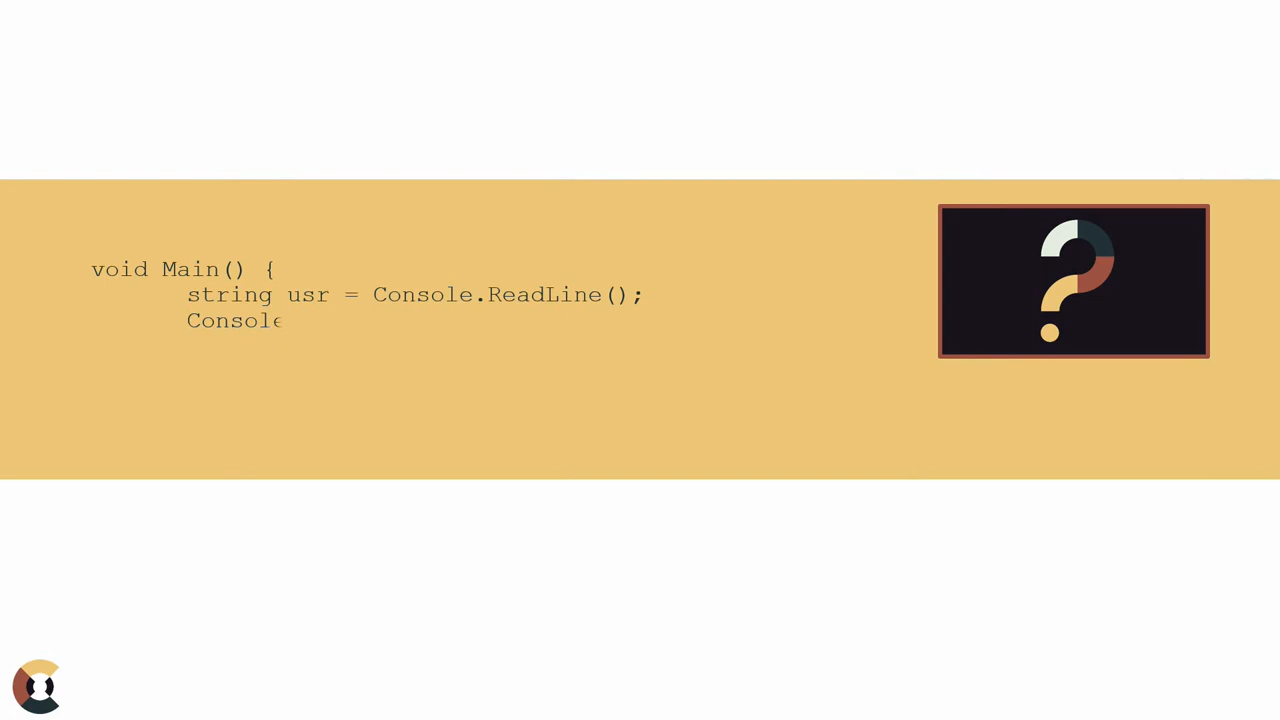 void Main() {
string usr = Console.ReadLine();
Console